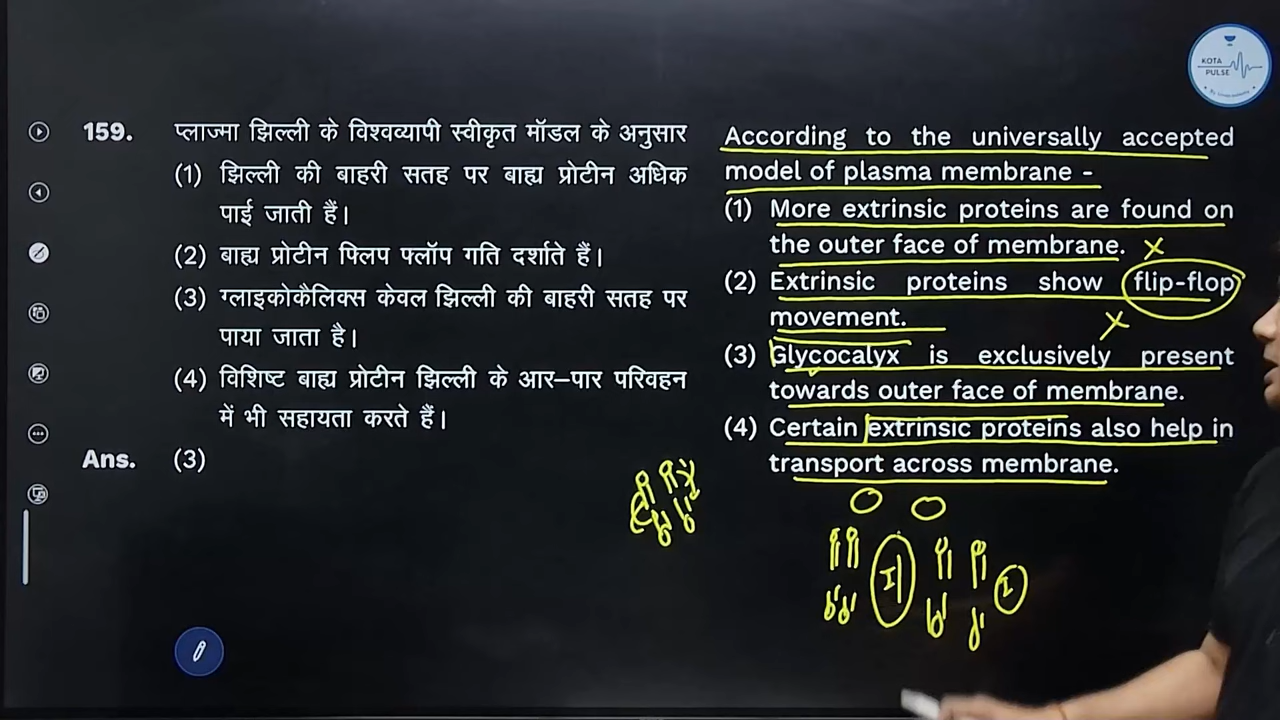 KOTA
PULSE
159. प्लाज्मा झिल्ली के विश्वव्यापी स्वीकृत मॉडल के अनुसार
(1) झिल्ली की बाहरी सतह पर बाह्य प्रोटीन अधिक
पाई जाती हैं।
(2) बाह्य प्रोटीन फ्लिप फ्लॉप गति दर्शाते हैं।
(3) ग्लाइकोकैलिक्स केवल झिल्ली की बाहरी सतह पर
पाया जाता है।
(4) विशिष्ट बाह्य प्रोटीन झिल्ली के आर-पार परिवहन
में भी सहायता करते हैं।
Ans. (3)
According to the universally accepted
model of plasma membrane -
(1) More extrinsic proteins are found on
the outer face of membrane. x
(2) Extrinsic proteins show flip-flop
movement. x
(3) Glycocalyx is exclusively present
towards outer face of membrane.
(4) Certain extrinsic proteins also help in
transport across membrane.
I I